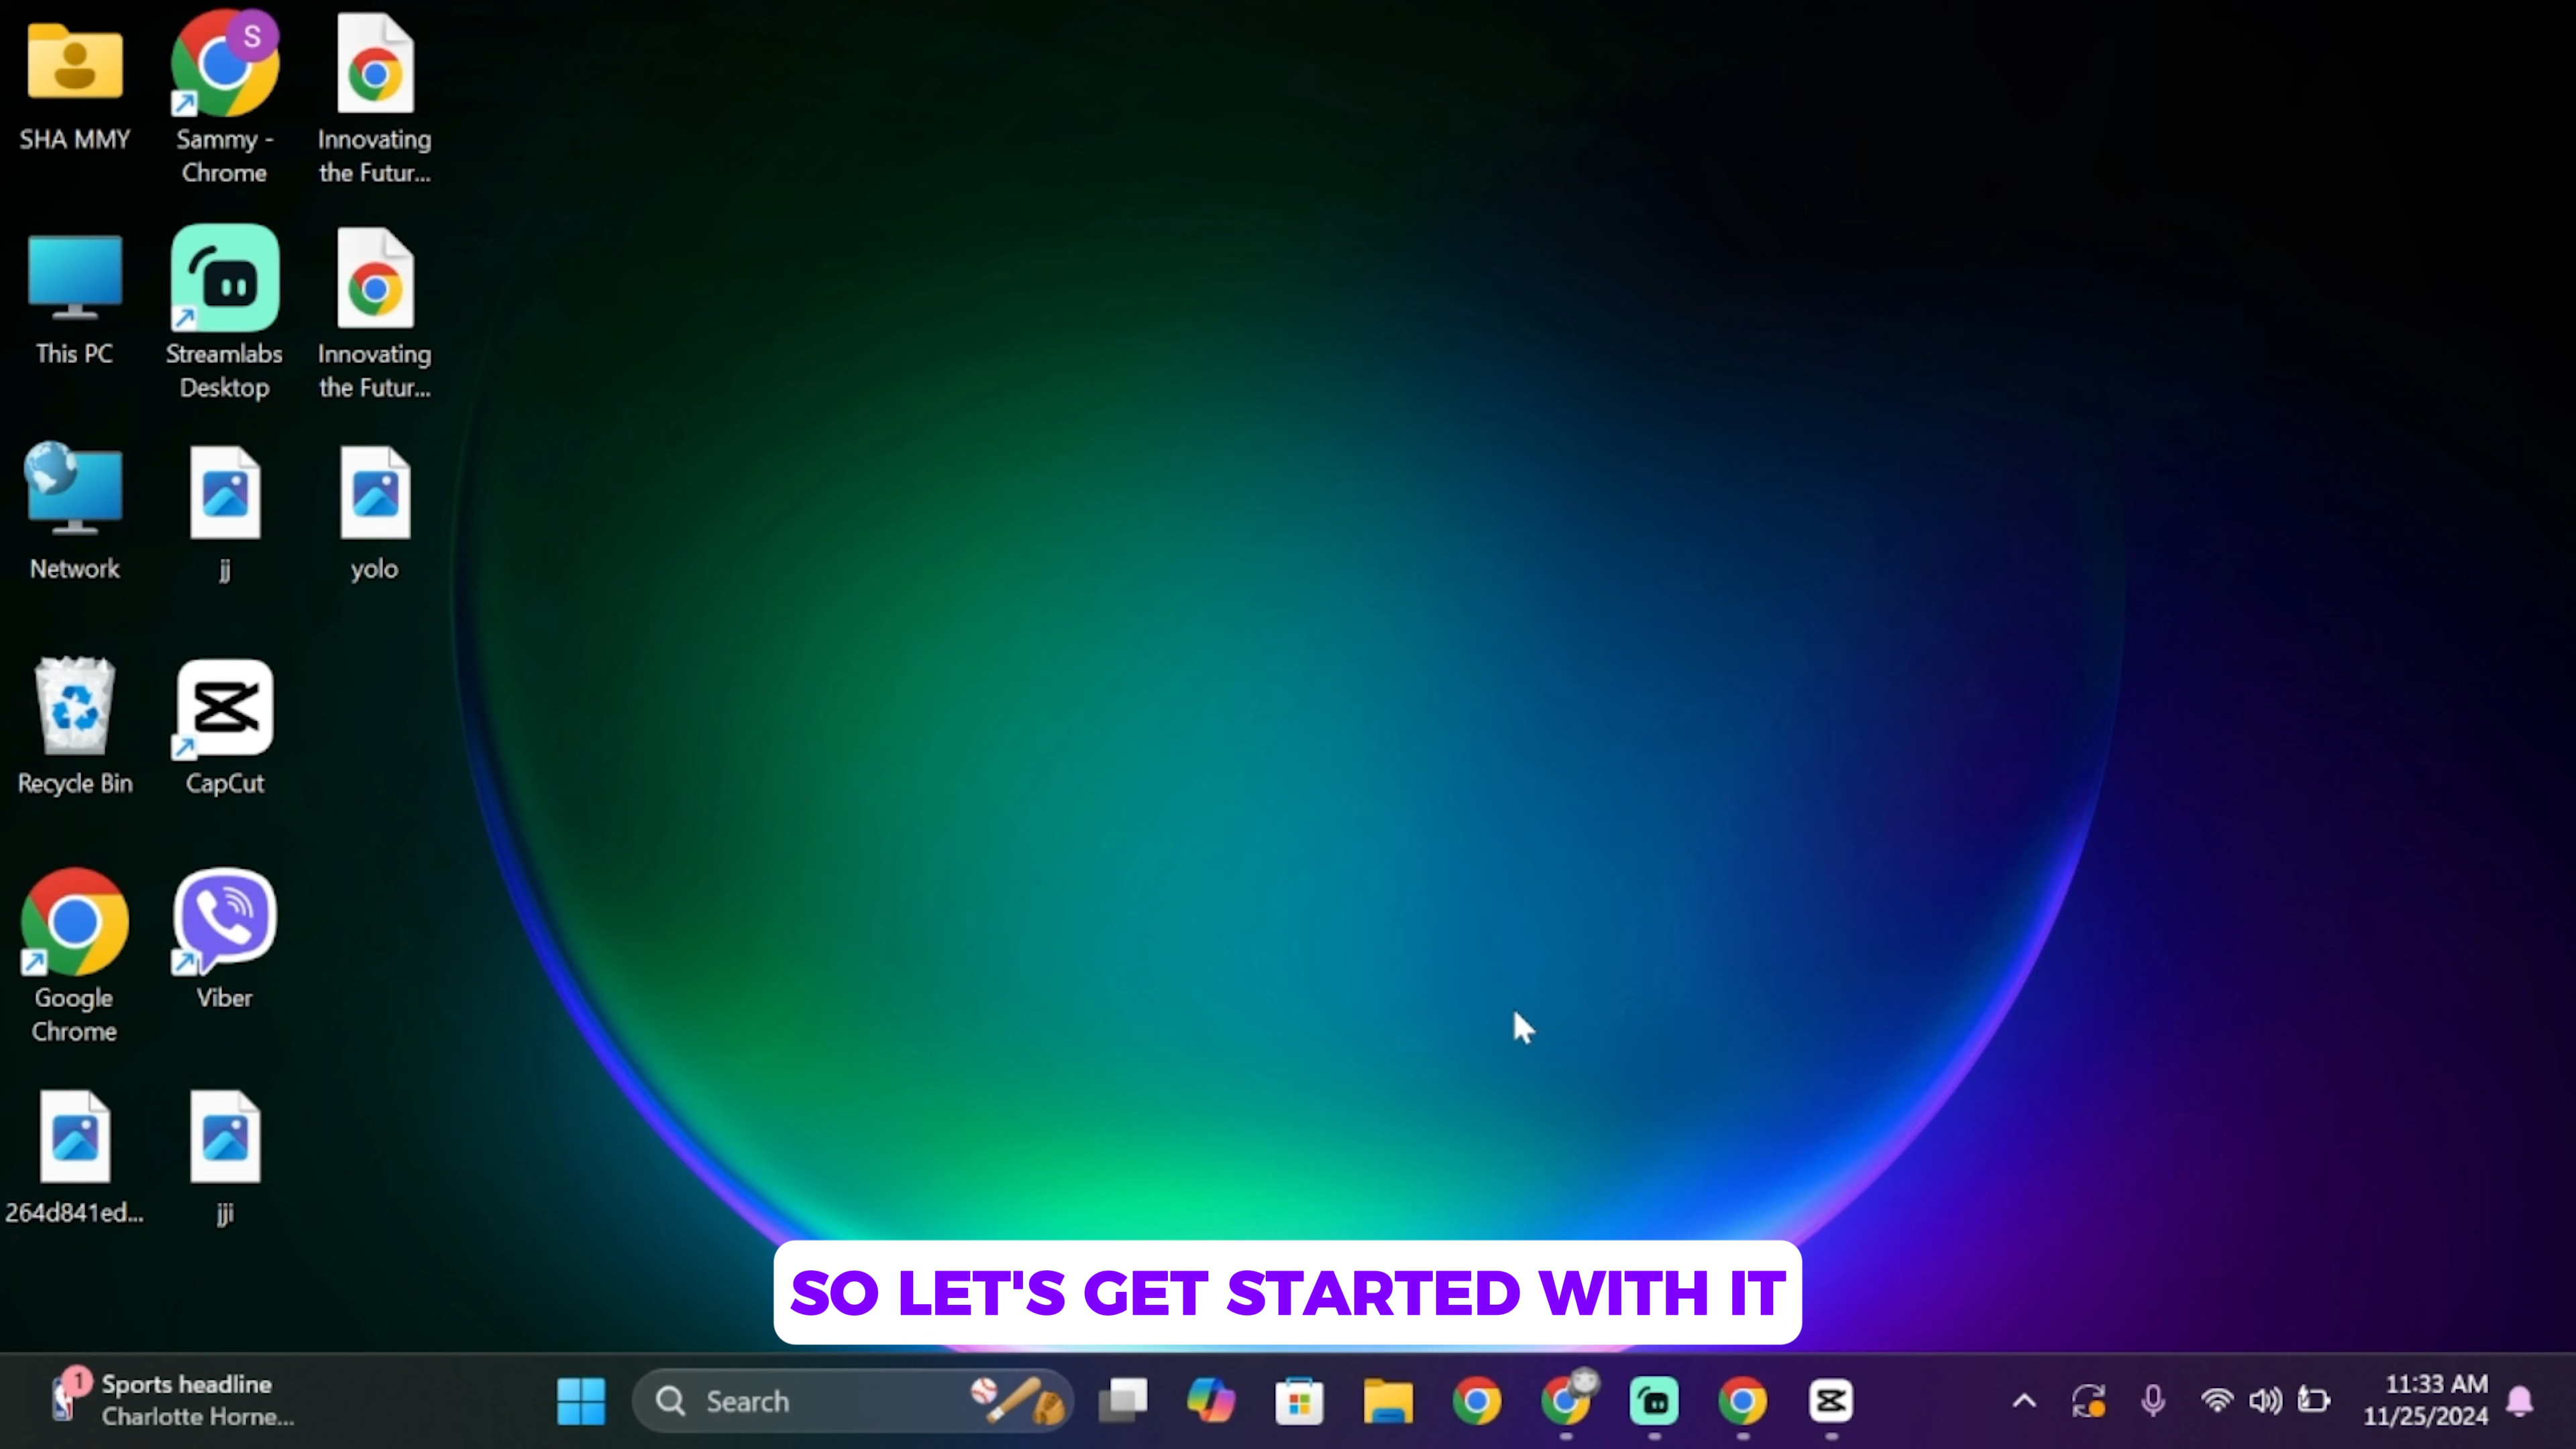 SHA MMY
Sammy -
Chrome
Innovating
the Futur...
This PC
Streamlabs
Desktop
Innovating
the Futur...
Network
jj
yolo
Recycle Bin
CapCut
Google
Chrome
Viber
264d841ed...
jji
S
SO LET'S GET STARTED WITH IT
1
Sports headline
Charlotte Horne...
Search
11:33 AM
11/25/2024